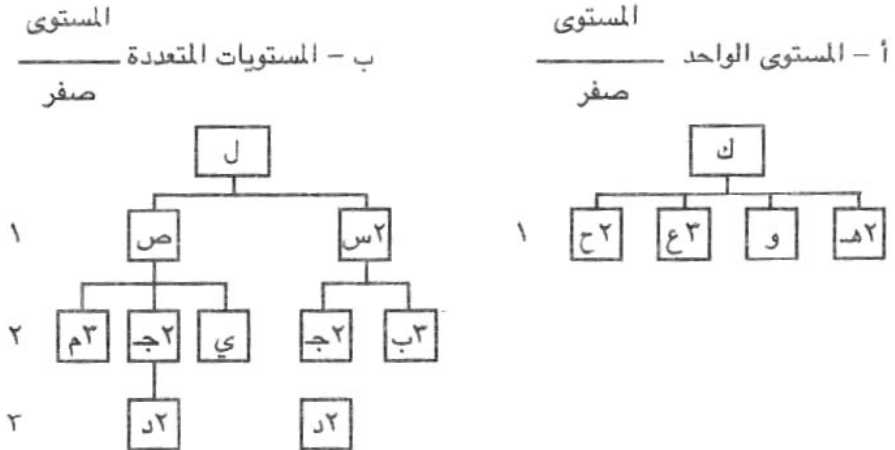 المستوى
أ – المستوى الواحد
صفر
ك
٢هـ و ٣ع ٢ح ١
المستوى
ب – المستويات المتعددة
صفر
ل
٢س ص ١
٣ب ٢جـ ي ٢جـ ٣م ٢
٢د ٢د ٣